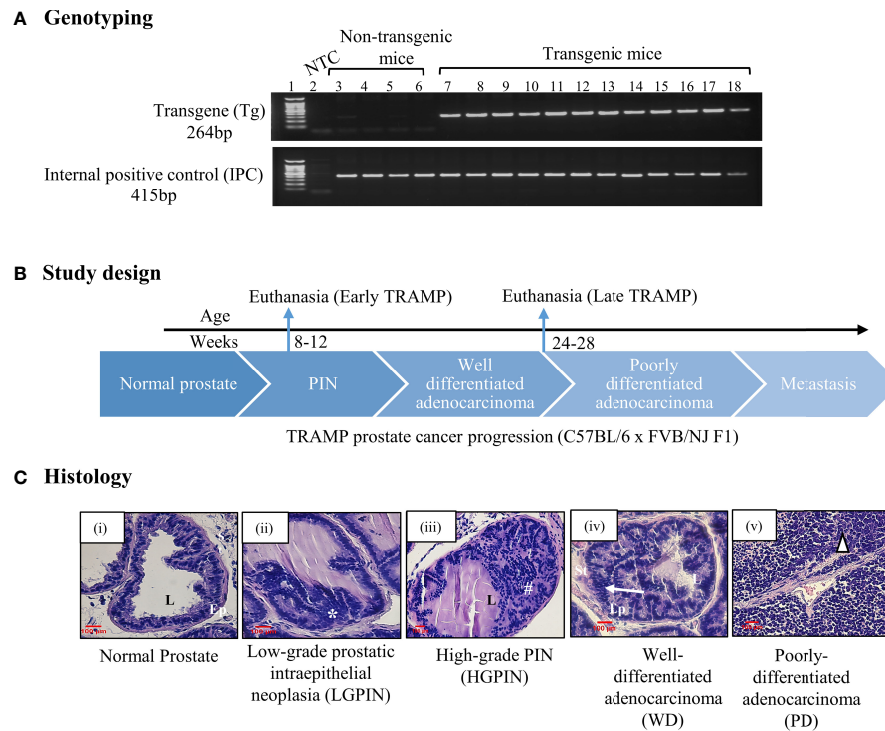 A Genotyping
NTC
Non-transgenic
mice
Transgenic mice
1 2 3 4 5 6 7 8 9 10 11 12 13 14 15 16 17 18
Transgene (Tg)
264bp
Internal positive control (IPC)
415bp
B Study design
Euthanasia (Early TRAMP)
Euthanasia (Late TRAMP)
Age
Weeks
8-12
24-28
Normal prostate
PIN
Well
differentiated
adenocarcinoma
Poorly
differentiated
adenocarcinoma
Metastasis
TRAMP prostate cancer progression (C57BL/6 x FVB/NJ F1)
C Histology
(i)
L
Ep
100 µm
(ii)
*
(iii)
L
#
(iv)
St
L
Ep
100 µm
(v)
Normal Prostate
Low-grade prostatic
intraepithelial
neoplasia (LGPIN)
High-grade PIN
(HGPIN)
Well-
differentiated
adenocarcinoma
(WD)
Poorly-
differentiated
adenocarcinoma
(PD)